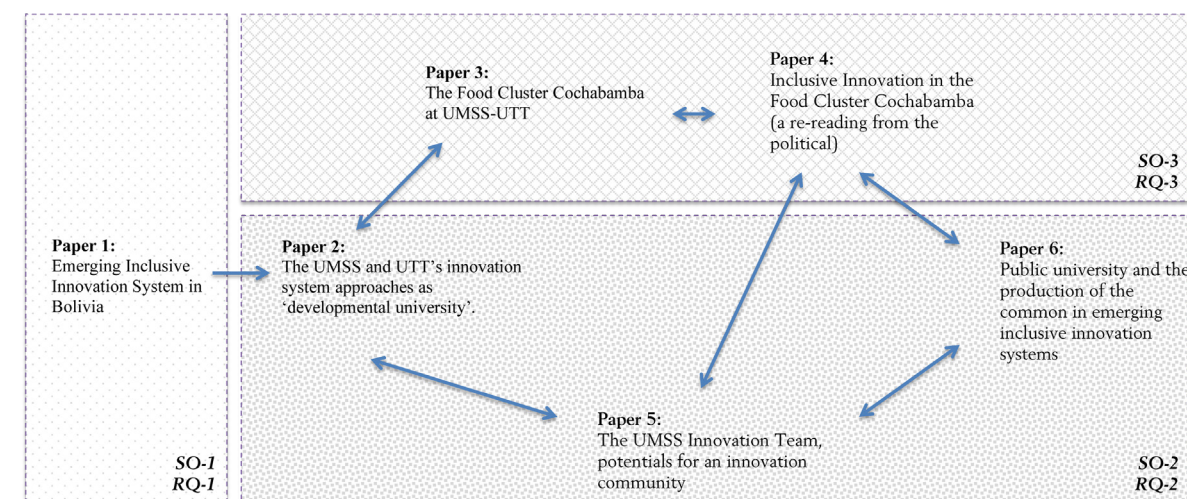 Paper 3:
The Food Cluster Cochabamba
at UMSS-UTT
Paper 4:
Inclusive Innovation in the
Food Cluster Cochabamba
(a re-reading from the
political)
SO-3
RQ-3
Paper 1:
Emerging Inclusive
Innovation System in
Bolivia
SO-1
RQ-1
Paper 2:
The UMSS and UTT’s innovation
system approaches as
‘developmental university’.
Paper 6:
Public university and the
production of the
common in emerging
inclusive innovation
systems
Paper 5:
The UMSS Innovation Team,
potentials for an innovation
community
SO-2
RQ-2